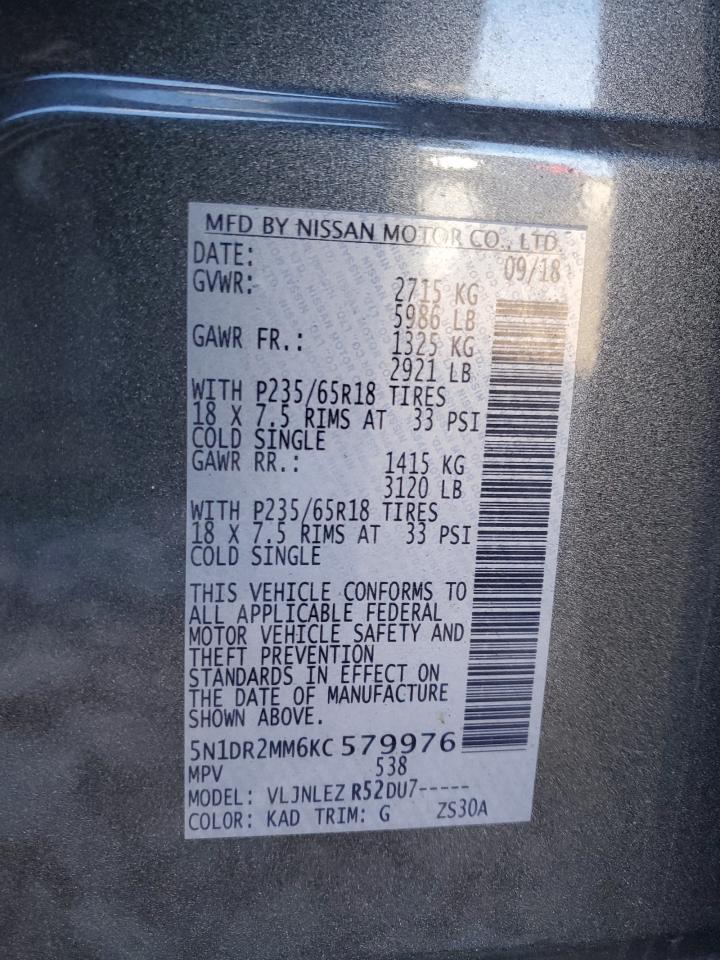 MFD BY NISSAN MOTOR CO., LTD.
DATE: 09/18
GVWR: 2715 KG
5986 LB
GAWR FR.: 1325 KG
2921 LB
WITH P235/65R18 TIRES
18 X 7.5 RIMS AT 33 PSI
COLD SINGLE
GAWR RR.: 1415 KG
3120 LB
WITH P235/65R18 TIRES
18 X 7.5 RIMS AT 33 PSI
COLD SINGLE
THIS VEHICLE CONFORMS TO
ALL APPLICABLE FEDERAL
MOTOR VEHICLE SAFETY AND
THEFT PREVENTION
STANDARDS IN EFFECT ON
THE DATE OF MANUFACTURE
SHOWN ABOVE.
5N1DR2MM6KC 579976
MPV 538
MODEL: VLJNLEZ R52DU7-----
COLOR: KAD TRIM: G ZS30A